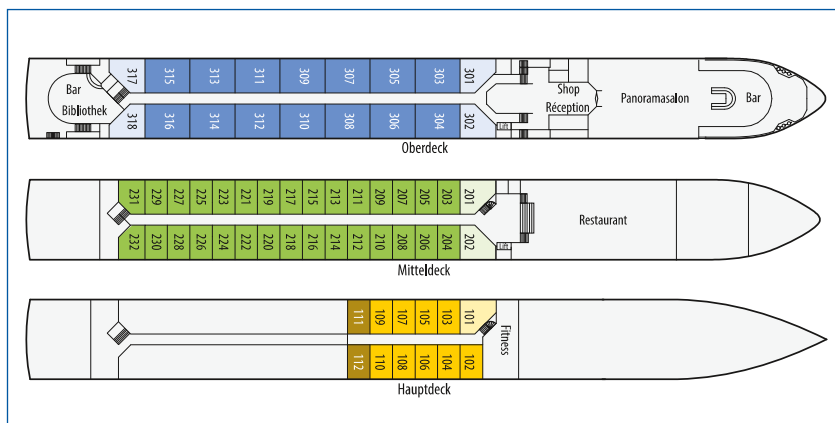 317 315 313 311 309 307 305 303 301
Bar
Bibliothek
Shop
Réception
Panoramasalon
Bar
318 316 314 312 310 308 306 304 302
Lift
Oberdeck
231 229 227 225 223 221 219 217 215 213 211 209 207 205 203 201
Restaurant
232 230 228 226 224 222 220 218 216 214 212 210 208 206 204 202
Lift
Mitteldeck
111 109 107 105 103 101
Fitness
112 110 108 106 104 102
Hauptdeck